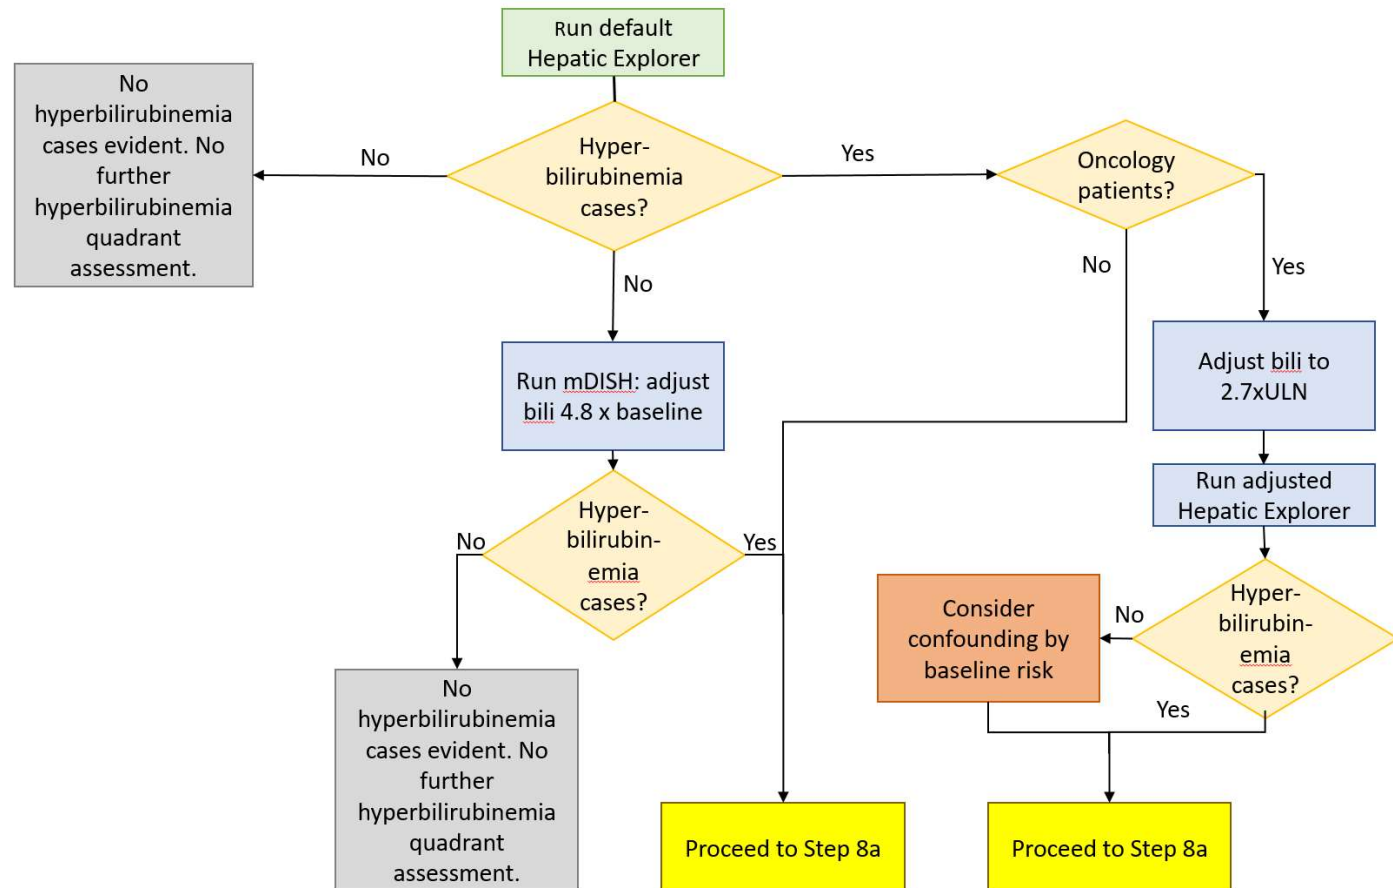 Run default
Hepatic Explorer
No
hyperbilirubinemia
cases evident. No
further
hyperbilirubinemia
quadrant
assessment.
No
Hyper-
bilirubinemia
cases?
Yes
Oncology
patients?
No
No
Yes
Run mDISH: adjust
bili 4.8 x baseline
Adjust bili to
2.7xULN
Run adjusted
Hepatic Explorer
No
Hyper-
bilirubin-
emia
cases?
Yes
Consider
confounding by
baseline risk
No
Hyper-
bilirubin-
emia
cases?
Yes
No
hyperbilirubinemia
cases evident. No
further
hyperbilirubinemia
quadrant
assessment.
Proceed to Step 8a
Proceed to Step 8a